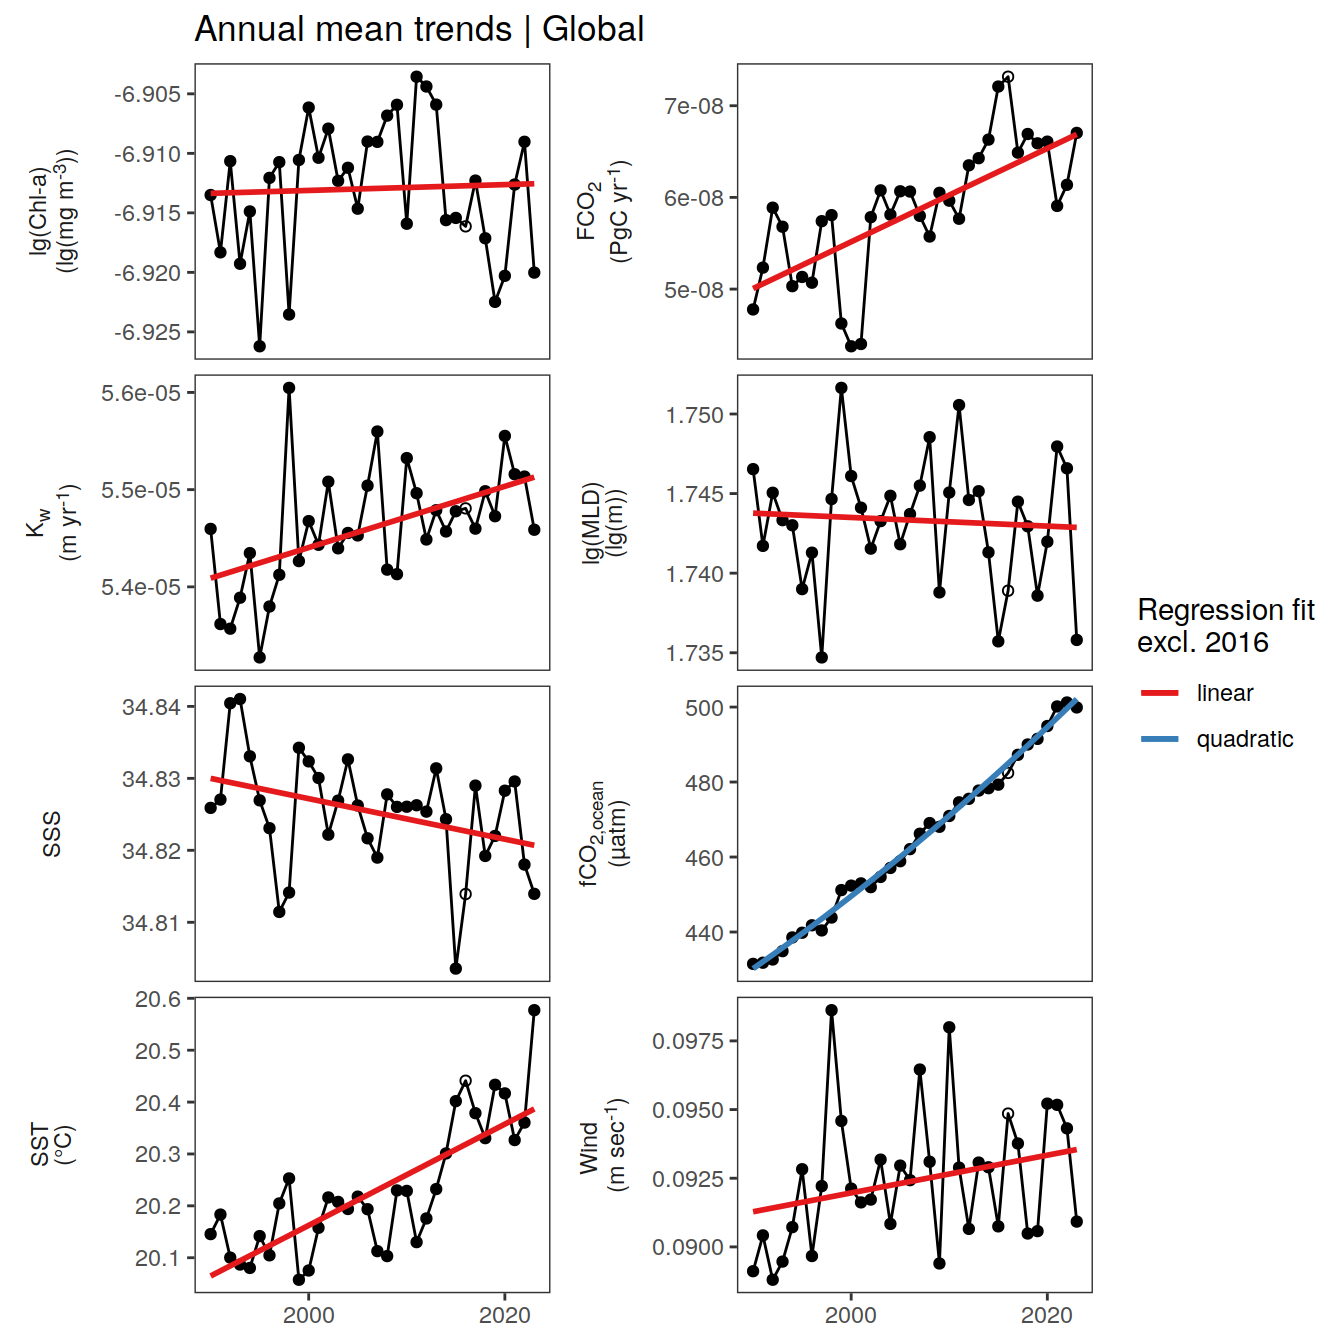 Annual mean trends | Global
lg(Chl-a)
(lg(mg m⁻³))
-6.905
-6.910
-6.915
-6.920
-6.925
FCO₂
(PgC yr⁻¹)
7e-08
6e-08
5e-08
K_w
(m yr⁻¹)
5.6e-05
5.5e-05
5.4e-05
lg(MLD)
(lg(m))
1.750
1.745
1.740
1.735
SSS
34.84
34.83
34.82
34.81
fCO₂,ocean
(µatm)
500
480
460
440
SST
(°C)
20.6
20.5
20.4
20.3
20.2
20.1
2000
2020
Wind
(m sec⁻¹)
0.0975
0.0950
0.0925
0.0900
2000
2020
Regression fit
excl. 2016
linear
quadratic